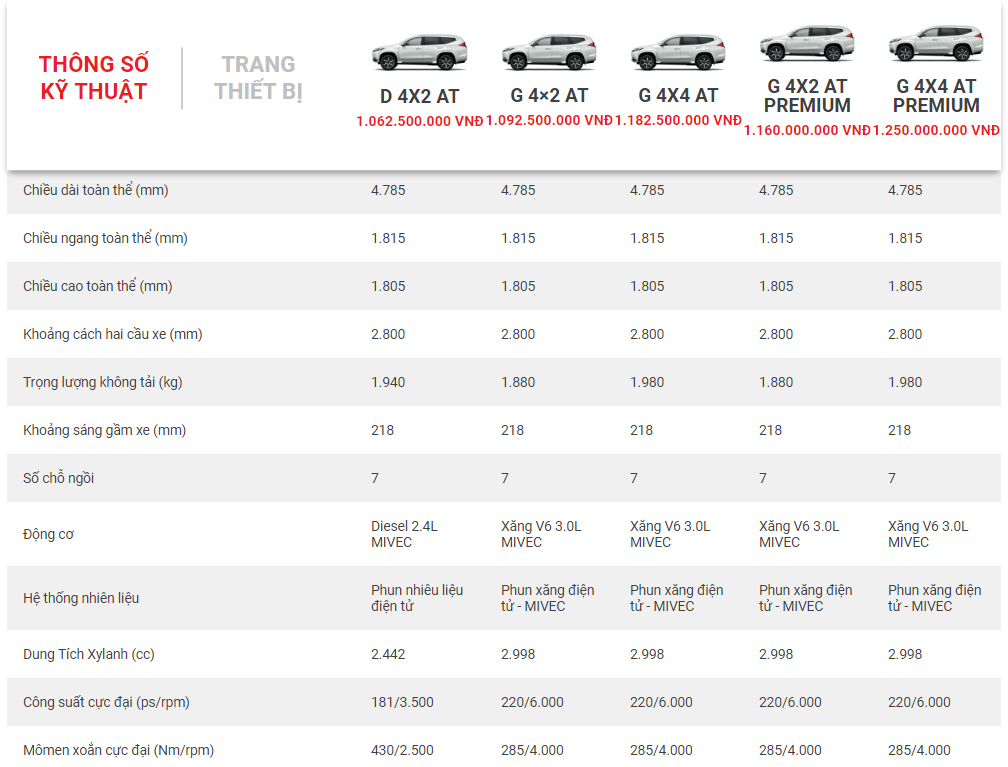 THÔNG SỐ
KỸ THUẬT
TRANG
THIẾT BỊ
D 4X2 AT
1.062.500.000 VNĐ
G 4×2 AT
1.092.500.000 VNĐ
G 4X4 AT
1.182.500.000 VNĐ
G 4X2 AT
PREMIUM
1.160.000.000 VNĐ
G 4X4 AT
PREMIUM
1.250.000.000 VNĐ
Chiều dài toàn thể (mm) 4.785 4.785 4.785 4.785 4.785
Chiều ngang toàn thể (mm) 1.815 1.815 1.815 1.815 1.815
Chiều cao toàn thể (mm) 1.805 1.805 1.805 1.805 1.805
Khoảng cách hai cầu xe (mm) 2.800 2.800 2.800 2.800 2.800
Trọng lượng không tải (kg) 1.940 1.880 1.980 1.880 1.980
Khoảng sáng gầm xe (mm) 218 218 218 218 218
Số chỗ ngồi 7 7 7 7 7
Động cơ
Diesel 2.4L
MIVEC
Xăng V6 3.0L
MIVEC
Xăng V6 3.0L
MIVEC
Xăng V6 3.0L
MIVEC
Xăng V6 3.0L
MIVEC
Hệ thống nhiên liệu
Phun nhiêu liệu
điện tử
Phun xăng điện
tử - MIVEC
Phun xăng điện
tử - MIVEC
Phun xăng điện
tử - MIVEC
Phun xăng điện
tử - MIVEC
Dung Tích Xylanh (cc) 2.442 2.998 2.998 2.998 2.998
Công suất cực đại (ps/rpm) 181/3.500 220/6.000 220/6.000 220/6.000 220/6.000
Mômen xoắn cực đại (Nm/rpm) 430/2.500 285/4.000 285/4.000 285/4.000 285/4.000